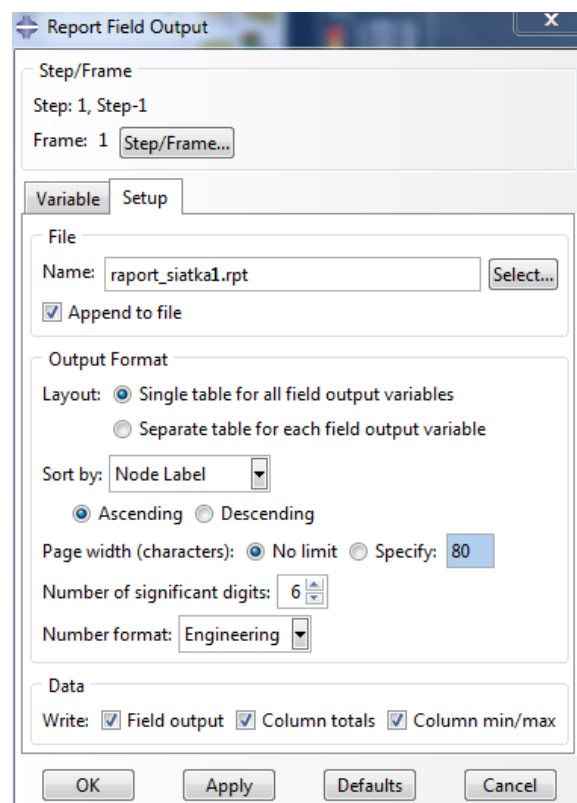 Report Field Output
x
Step/Frame
Step: 1, Step-1
Frame: 1 Step/Frame...
Variable Setup
File
Name: raport_siatka1.rpt Select...
Append to file
Output Format
Layout: Single table for all field output variables
Separate table for each field output variable
Sort by: Node Label
Ascending Descending
Page width (characters): No limit Specify: 80
Number of significant digits: 6
Number format: Engineering
Data
Write: Field output Column totals Column min/max
OK Apply Defaults Cancel